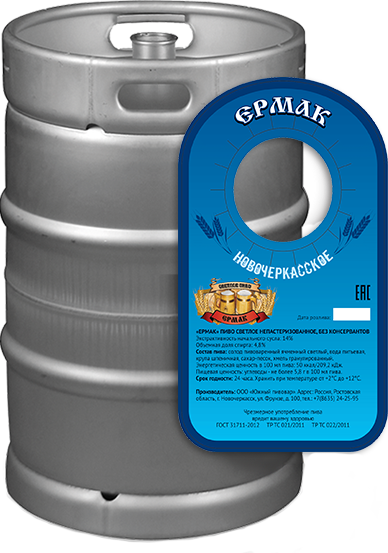 ЕРМАК
НОВОЧЕРКАССКОЕ
СВЕТЛОЕ ПИВО
ЕРМАК
ЕАС
Дата розлива:
«ЕРМАК» ПИВО СВЕТЛОЕ НЕПАСТЕРИЗОВАННОЕ, БЕЗ КОНСЕРВАНТОВ
Экстрактивность начального сусла: 14%
Объемная доля спирта: 4,8%
Состав пива: солод пивоваренный ячменный светлый, вода питьевая,
крупа пшеничная, сахар-песок, хмель гранулированный.
Энергетическая ценность в 100 мл пива: 50 ккал/209,2 кДж.
Пищевая ценность: углеводы - не более 5,8 г в 100 мл пива.
Срок годности: 24 часа. Хранить при температуре от +2°С до +12°С.
Производитель: ООО «Южный пивовар». Адрес: Россия, Ростовская
область, г. Новочеркасск, ул. Фрунзе, д. 100, тел.: +7(8635) 24-25-95
Чрезмерное употребление пива
вредит вашему здоровью
ГОСТ 31711-2012 ТР ТС 021/2011 ТР ТС 022/2011